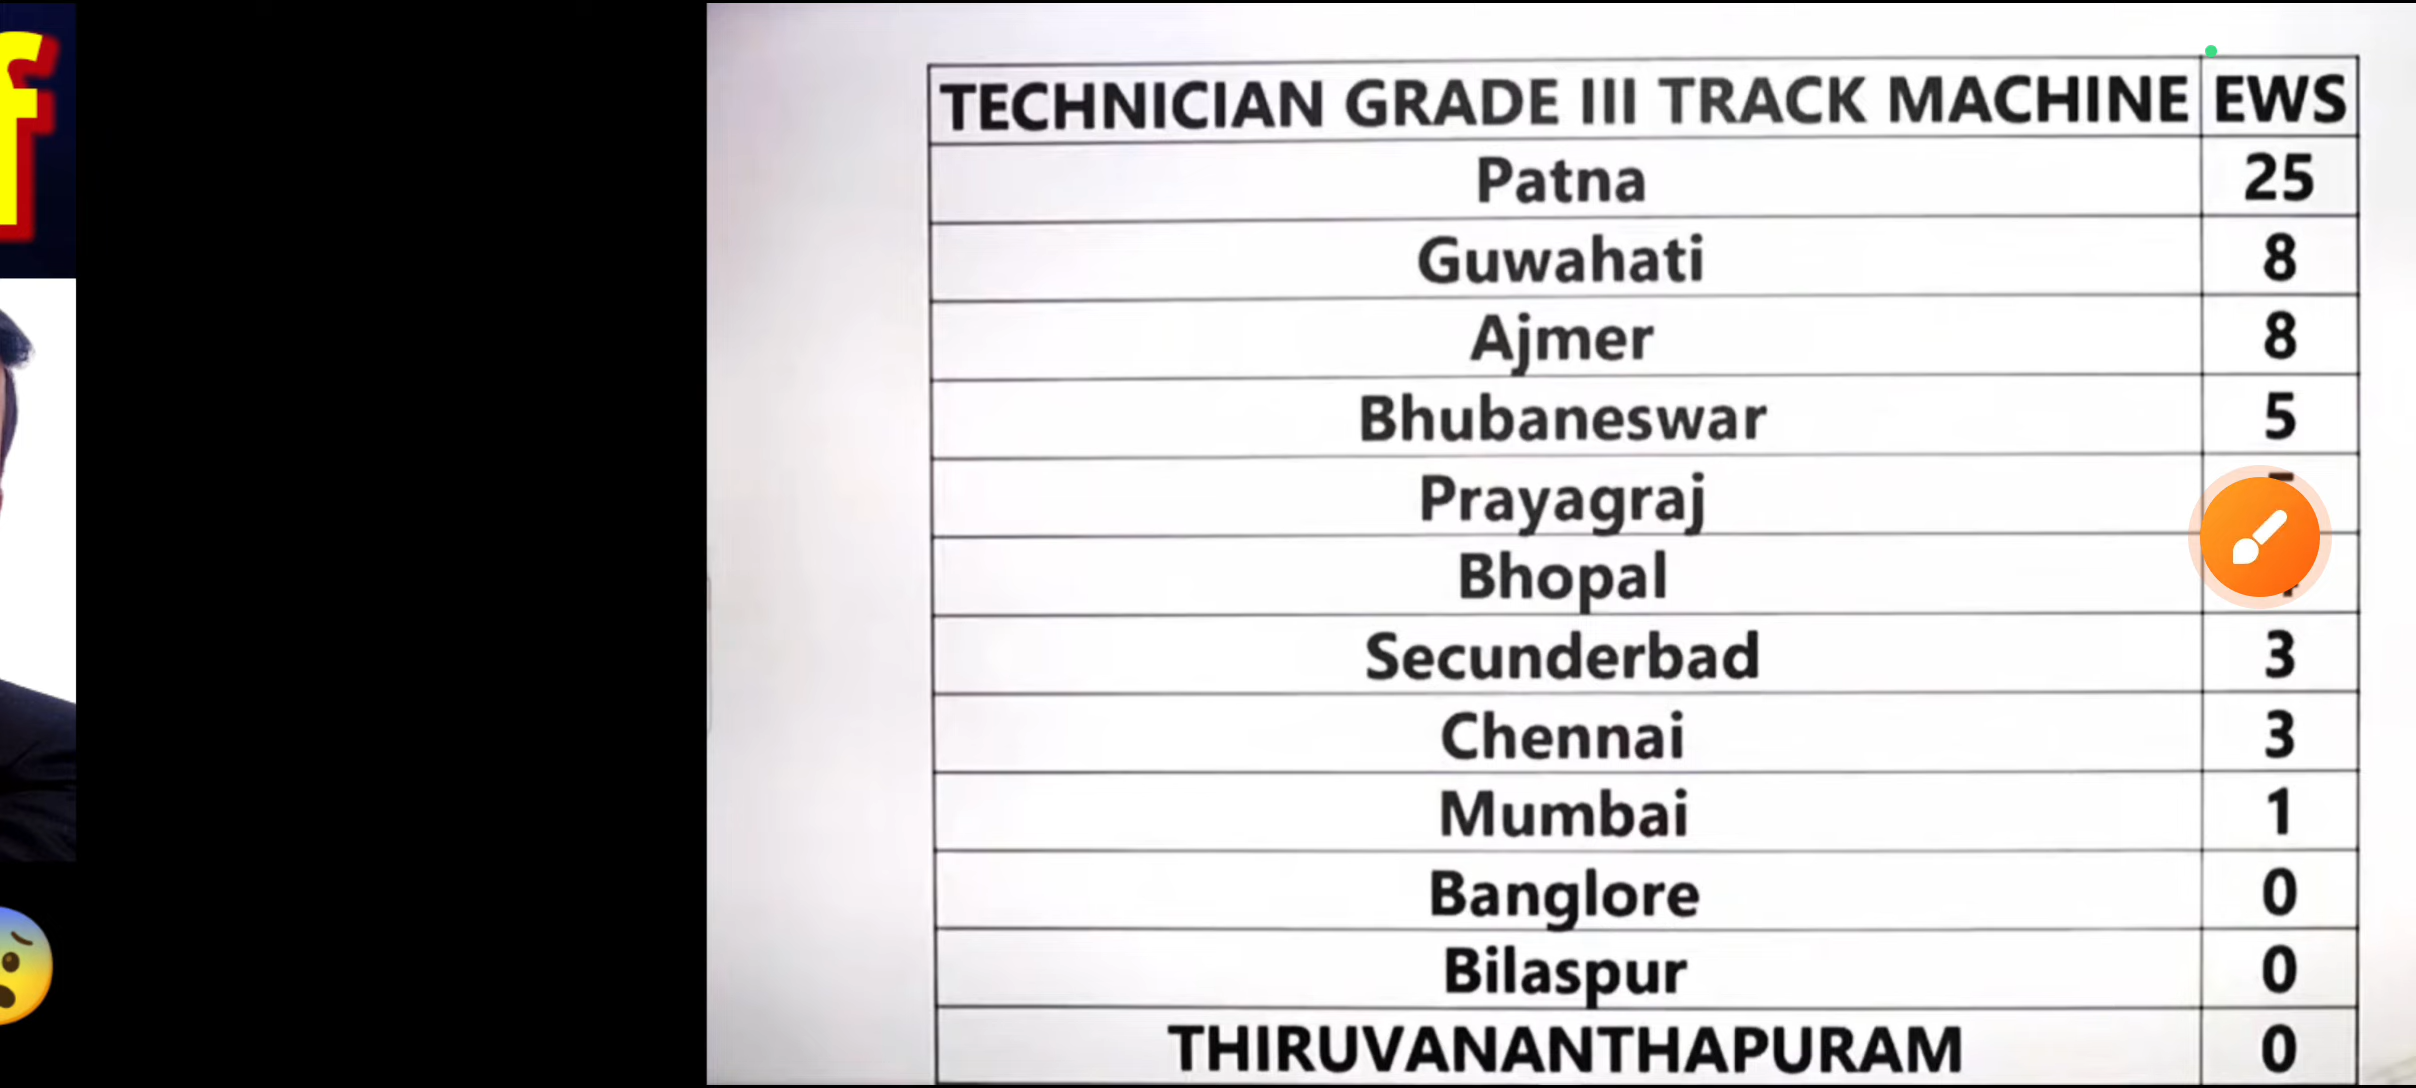 f
TECHNICIAN GRADE III TRACK MACHINE EWS
Patna 25
Guwahati 8
Ajmer 8
Bhubaneswar 5
Prayagraj
Bhopal
Secunderbad 3
Chennai 3
Mumbai 1
Banglore 0
Bilaspur 0
THIRUVANANTHAPURAM 0